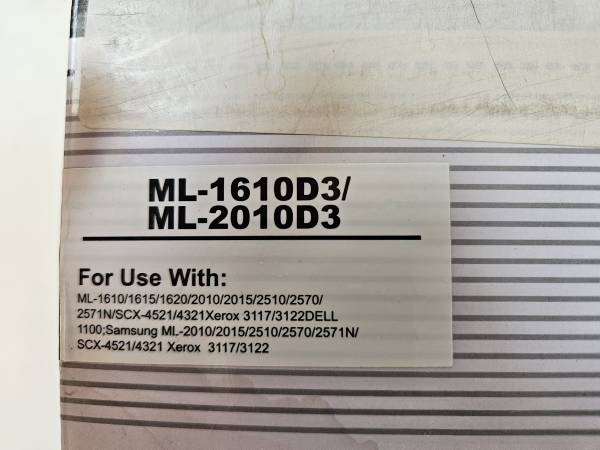 ML-1610D3/
ML-2010D3
For Use With:
ML-1610/1615/1620/2010/2015/2510/2570/
2571N/SCX-4521/4321Xerox 3117/3122DELL
1100;Samsung ML-2010/2015/2510/2570/2571N/
SCX-4521/4321 Xerox 3117/3122